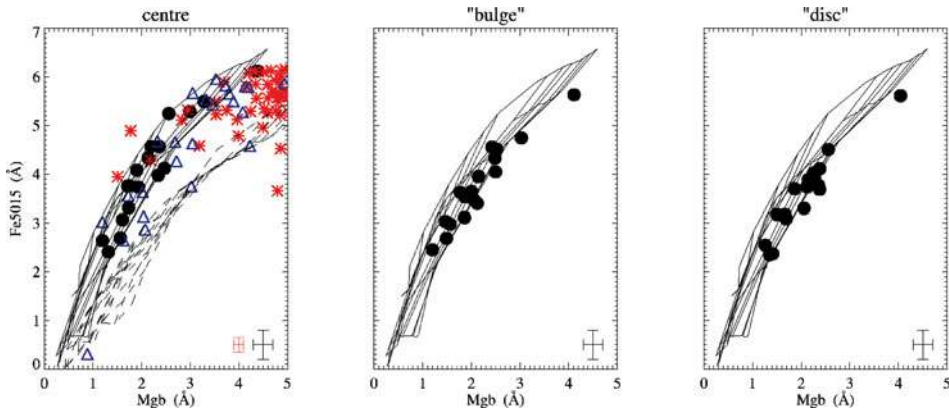 centre
"bulge"
"disc"
Fe5015 (Å)
7
6
5
4
3
2
1
0
0 1 2 3 4 5
Mgb (Å)
0 1 2 3 4 5
Mgb (Å)
0 1 2 3 4 5
Mgb (Å)